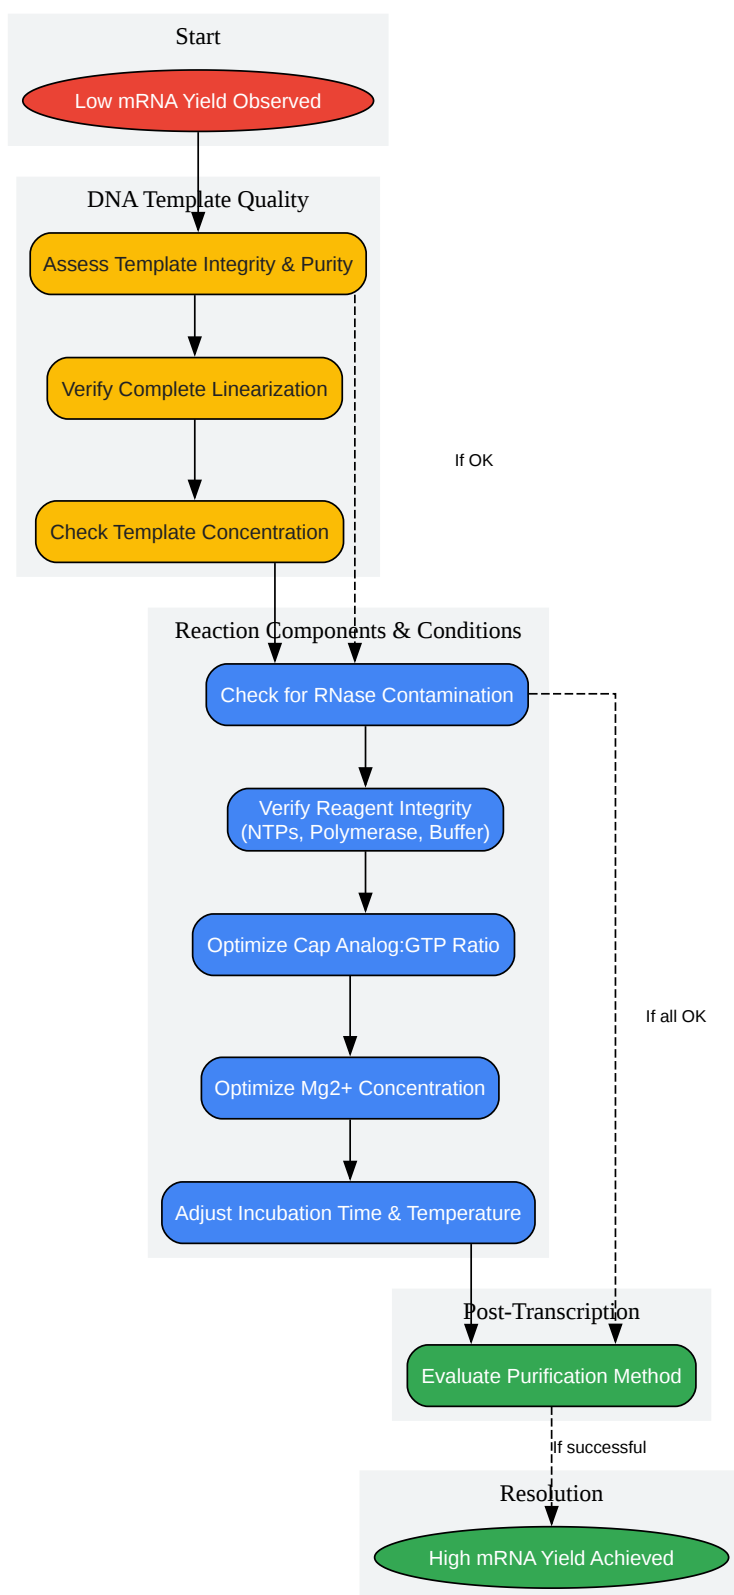 Start
Low mRNA Yield Observed
DNA Template Quality
Assess Template Integrity & Purity
Verify Complete Linearization
If OK
Check Template Concentration
Reaction Components & Conditions
Check for RNase Contamination
Verify Reagent Integrity
(NTPs, Polymerase, Buffer)
Optimize Cap Analog:GTP Ratio
If all OK
Optimize Mg2+ Concentration
Adjust Incubation Time & Temperature
Post-Transcription
Evaluate Purification Method
If successful
Resolution
High mRNA Yield Achieved